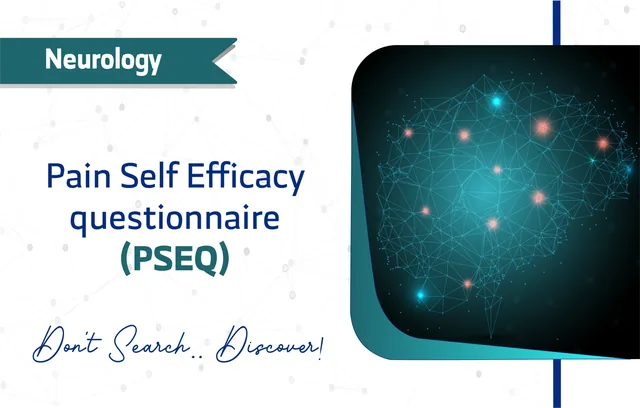 Neurology
Pain Self Efficacy
questionnaire
(PSEQ)
Don't Search.. Discover!